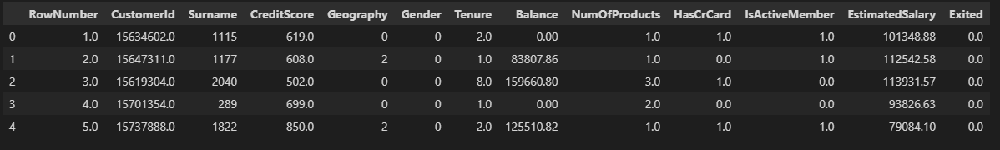 RowNumber CustomerId Surname CreditScore Geography Gender Tenure Balance NumOfProducts HasCrCard IsActiveMember EstimatedSalary Exited
0 1.0 15634602.0 1115 619.0 0 0 2.0 0.00 1.0 1.0 1.0 101348.88 0.0
1 2.0 15647311.0 1177 608.0 2 0 1.0 83807.86 1.0 0.0 1.0 112542.58 0.0
2 3.0 15619304.0 2040 502.0 0 0 8.0 159660.80 3.0 1.0 0.0 113931.57 0.0
3 4.0 15701354.0 289 699.0 0 0 1.0 0.00 2.0 0.0 0.0 93826.63 0.0
4 5.0 15737888.0 1822 850.0 2 0 2.0 125510.82 1.0 1.0 1.0 79084.10 0.0